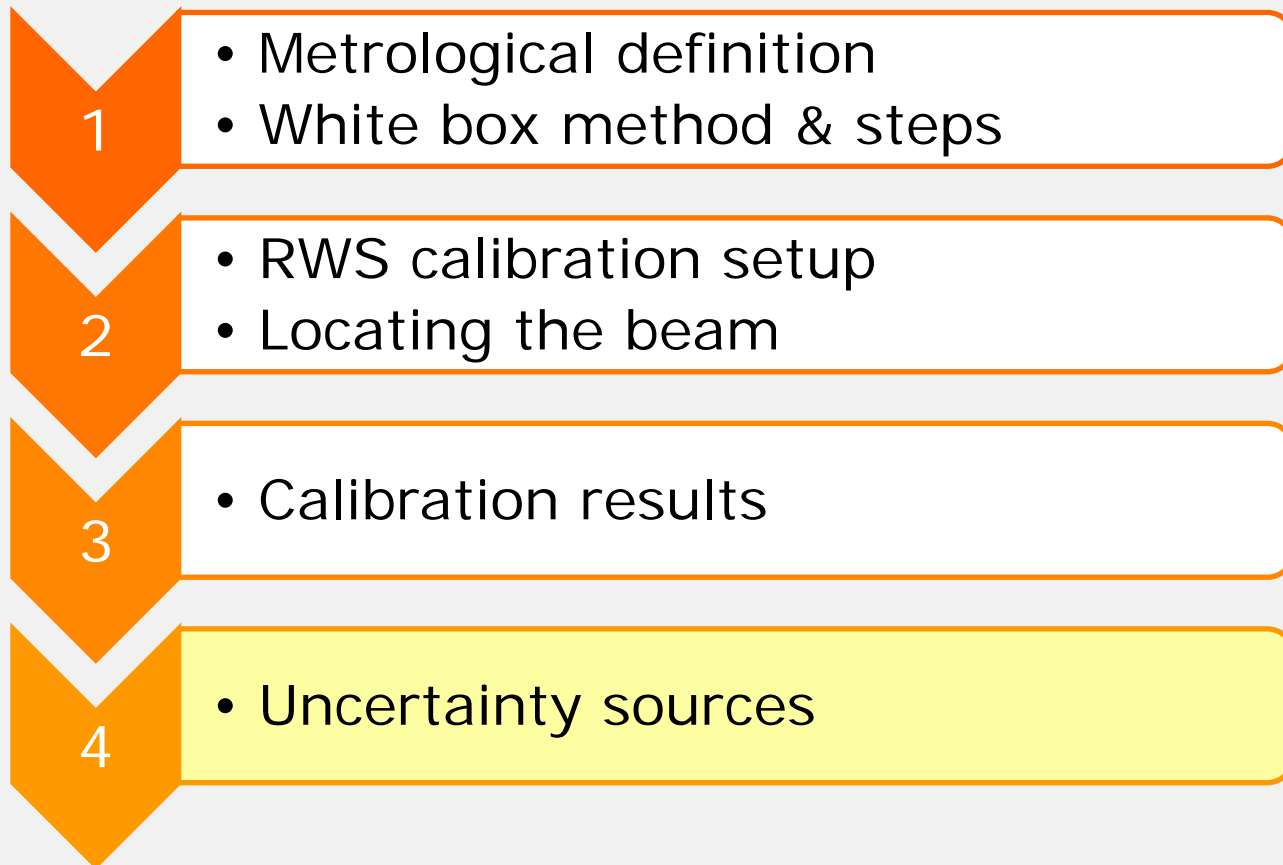 1
• Metrological definition
• White box method & steps
2
• RWS calibration setup
• Locating the beam
3
• Calibration results
4
• Uncertainty sources